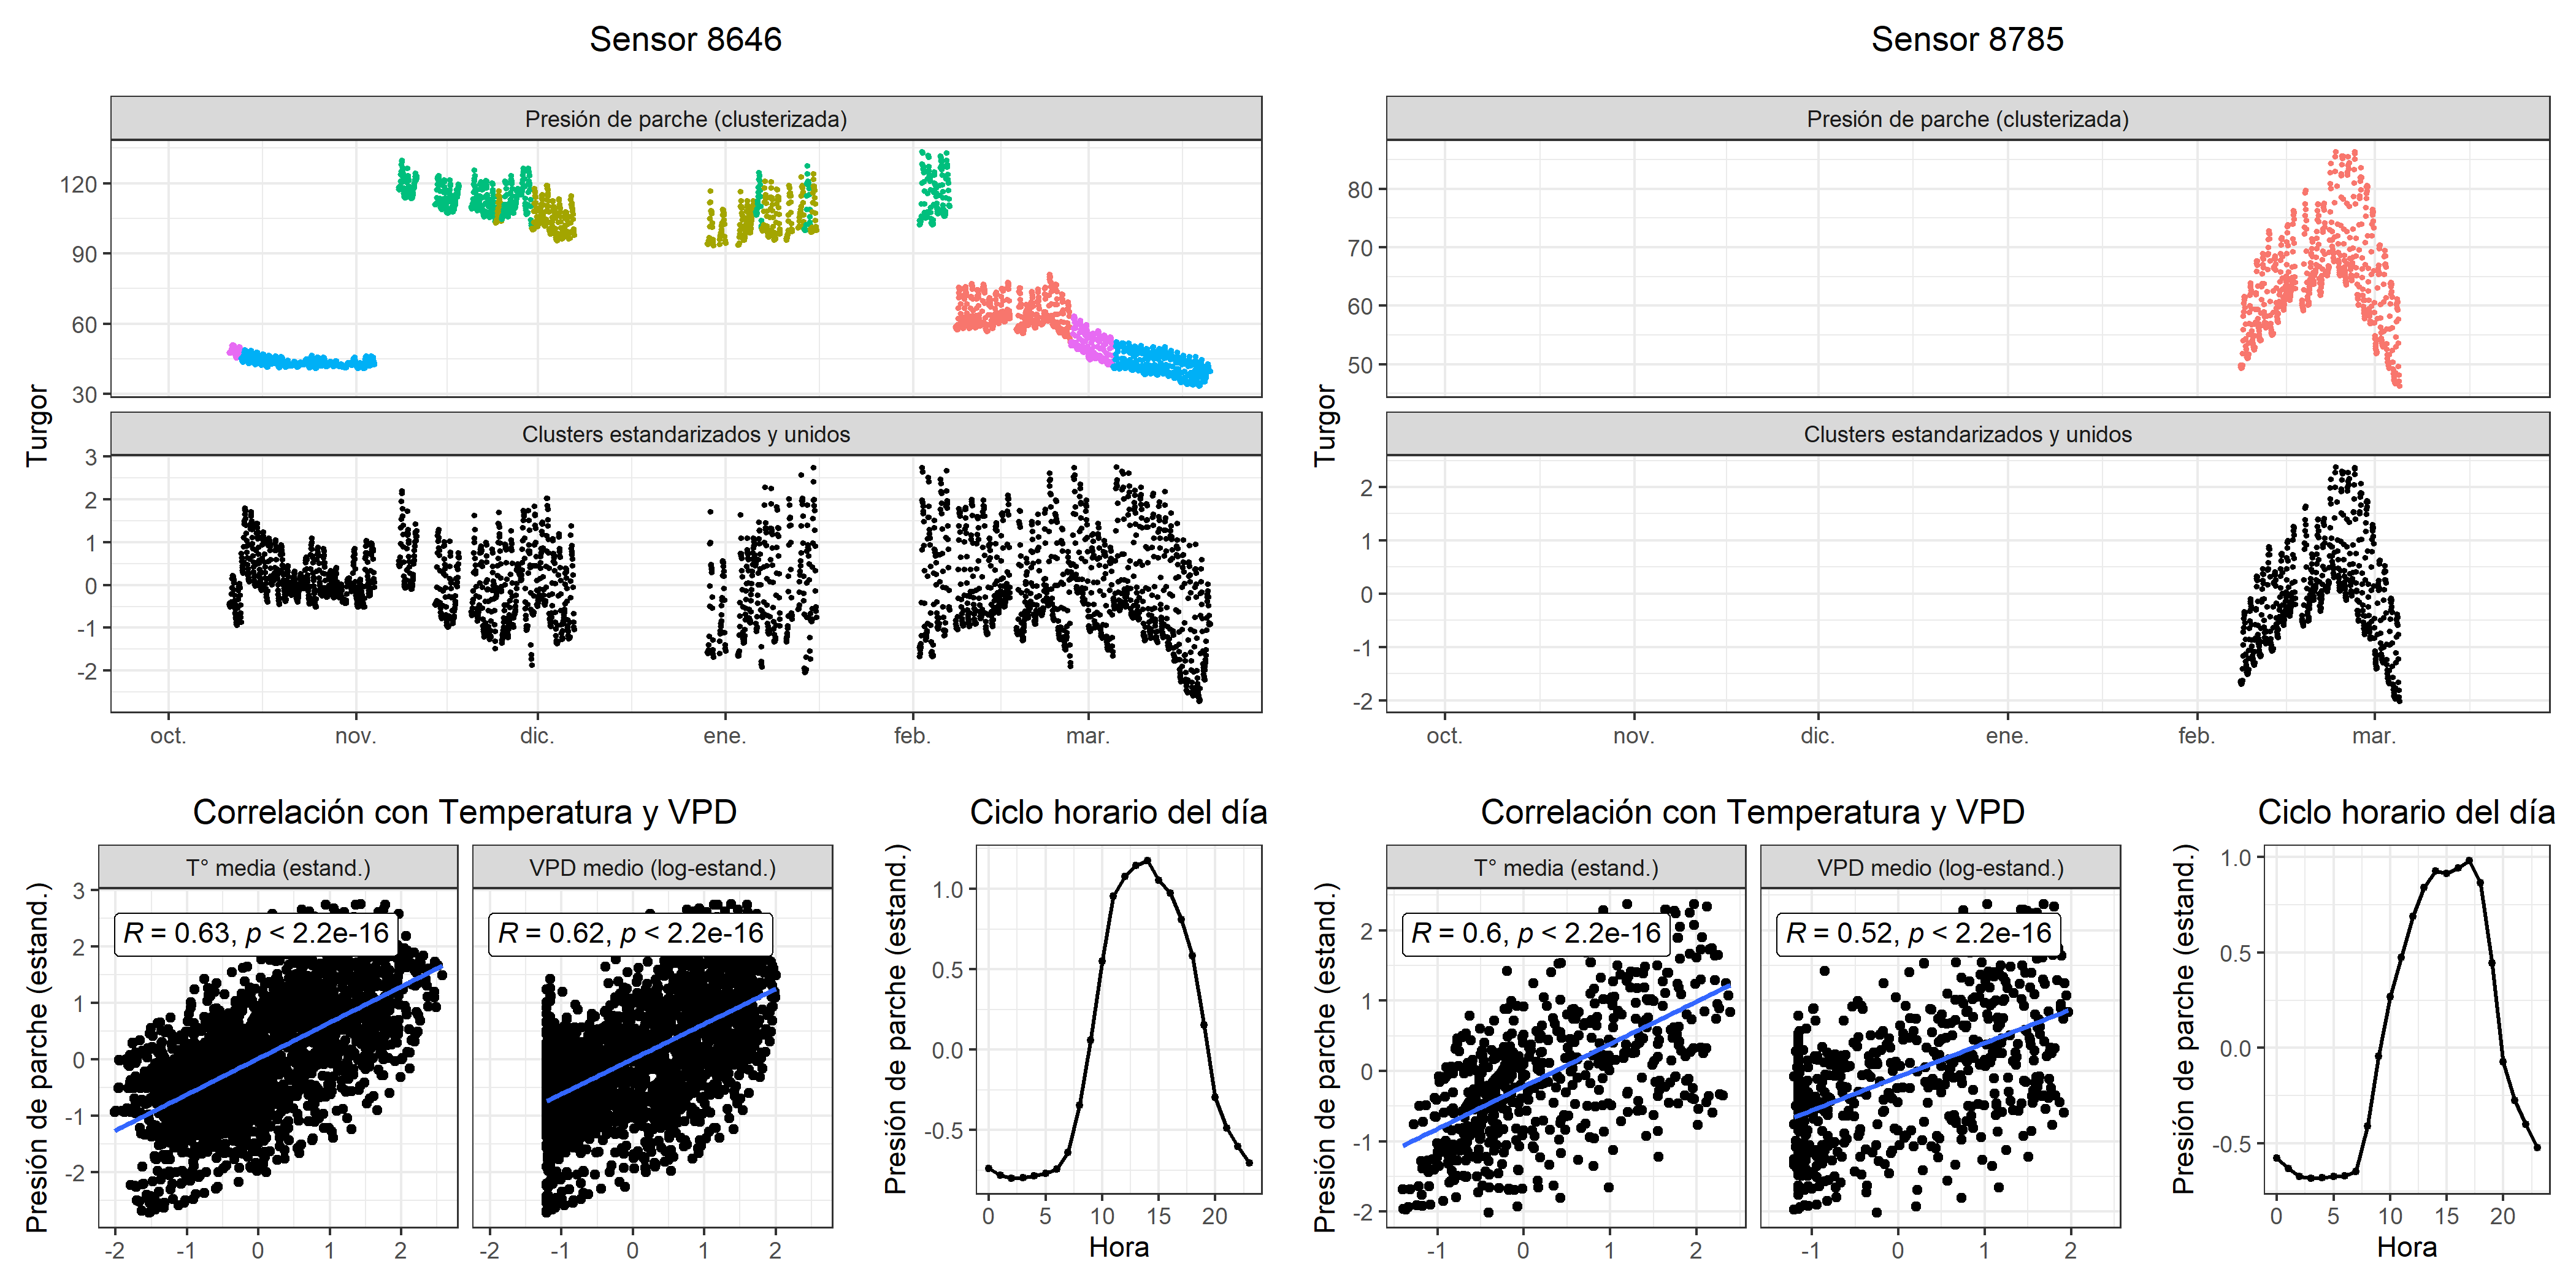 Sensor 8646
Presión de parche (clusterizada)
120
90
60
30
Turgor
Clusters estandarizados y unidos
3
2
1
0
-1
-2
oct. nov. dic. ene. feb. mar.
Correlación con Temperatura y VPD
T° media (estand.) VPD medio (log-estand.)
Presión de parche (estand.)
3
2
1
0
-1
-2
R = 0.63, p < 2.2e-16
R = 0.62, p < 2.2e-16
-2 -1 0 1 2
-2 -1 0 1 2
Ciclo horario del día
Presión de parche (estand.)
1.0
0.5
0.0
-0.5
0 5 10 15 20
Hora
Sensor 8785
Presión de parche (clusterizada)
80
70
60
50
Turgor
Clusters estandarizados y unidos
2
1
0
-1
-2
oct. nov. dic. ene. feb. mar.
Correlación con Temperatura y VPD
T° media (estand.) VPD medio (log-estand.)
Presión de parche (estand.)
2
1
0
-1
-2
R = 0.6, p < 2.2e-16
R = 0.52, p < 2.2e-16
-1 0 1 2
-1 0 1 2
Ciclo horario del día
Presión de parche (estand.)
1.0
0.5
0.0
-0.5
0 5 10 15 20
Hora